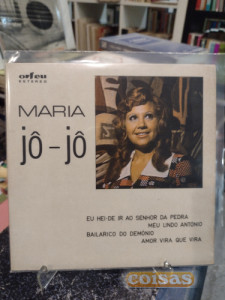 orfeu
ESTEREO
MARIA
jô-jô
EU HEI-DE IR AO SENHOR DA PEDRA
MEU LINDO ANTÓNIO
BAILARICO DO DEMÓNIO
AMOR VIRA QUE VIRA
coisas